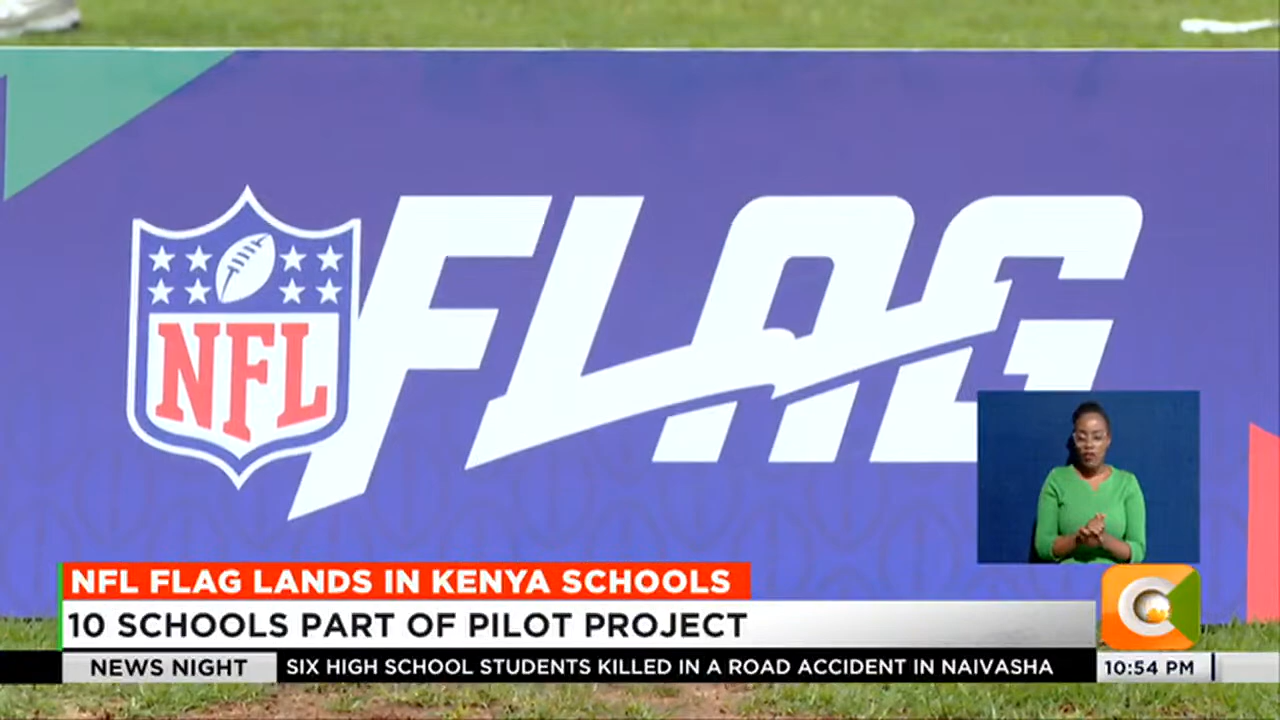 NFL FLAG
NFL FLAG LANDS IN KENYA SCHOOLS
10 SCHOOLS PART OF PILOT PROJECT
NEWS NIGHT
SIX HIGH SCHOOL STUDENTS KILLED IN A ROAD ACCIDENT IN NAIVASHA
10:54 PM